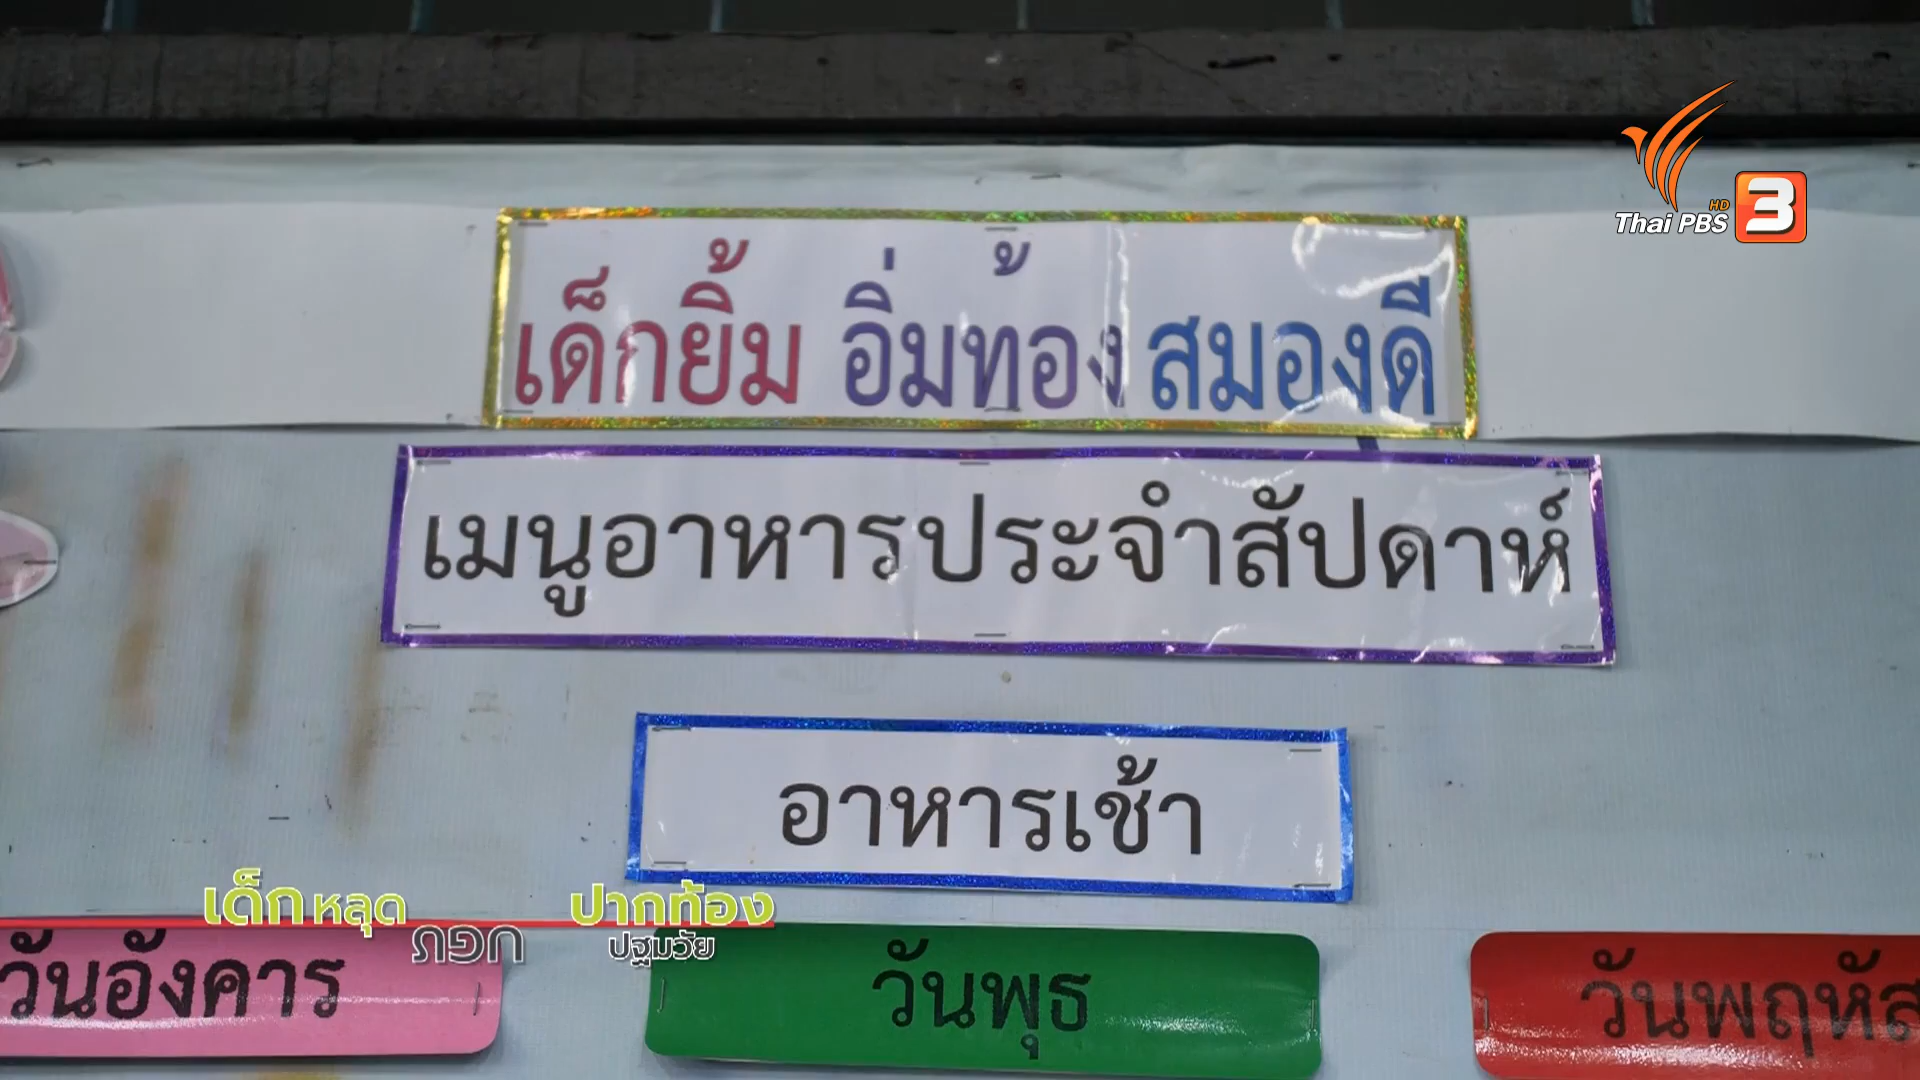 HD
Thai PBS 3
เด็กยิ้ม อิ่มท้อง สมองดี
เมนูอาหารประจำสัปดาห์
อาหารเช้า
เด็กหลุด ปากท้อง
ปฐมวัย
วันอังคาร วันพุธ วันพฤหัส